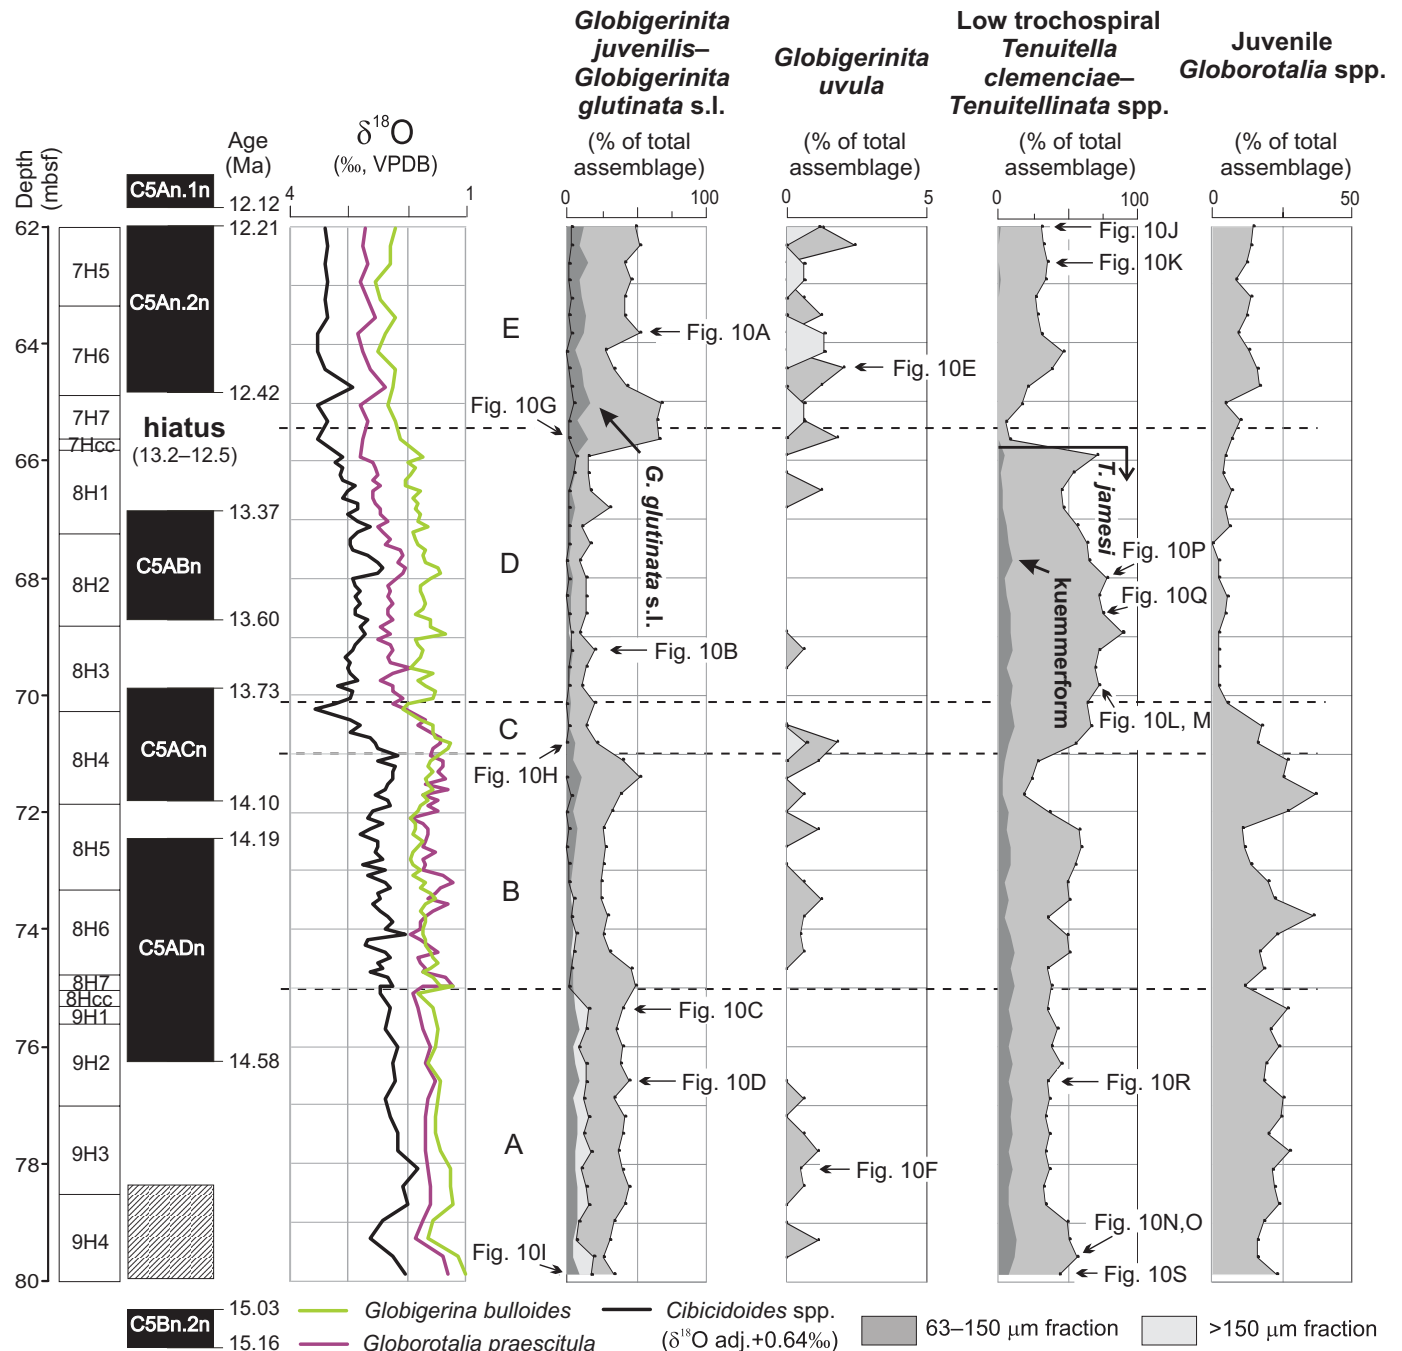 Globigerinita
juvenilis–
Globigerinita
glutinata s.l.
(% of total
assemblage)
0 100
Globigerinita
uvula
(% of total
assemblage)
0 5
Low trochospiral
Tenuitella
clemenciae–
Tenuitellinata spp.
(% of total
assemblage)
0 100
Juvenile
Globorotalia spp.
(% of total
assemblage)
0 50
Depth
(mbsf)
Age
(Ma)
δ18O
(‰, VPDB)
4 1
62
64
66
68
70
72
74
76
78
80
7H5
7H6
7H7
7Hcc
8H1
8H2
8H3
8H4
8H5
8H6
8H7
8Hcc
9H1
9H2
9H3
9H4
C5An.1n
12.12
12.21
C5An.2n
12.42
hiatus
(13.2–12.5)
13.37
C5ABn
13.60
13.73
C5ACn
14.10
14.19
C5ADn
14.58
C5Bn.2n
15.03
15.16
E
D
C
B
A
Fig. 10A
Fig. 10G
G. glutinata s.l.
Fig. 10B
Fig. 10H
Fig. 10C
Fig. 10D
Fig. 10I
Fig. 10E
Fig. 10F
Fig. 10J
Fig. 10K
T. jamesi
Fig. 10P
Fig. 10Q
kuemmerform
Fig. 10L, M
Fig. 10R
Fig. 10N,O
Fig. 10S
Globigerina bulloides
Globorotalia praescitula
Cibicidoides spp.
(δ18O adj.+0.64‰)
63–150 μm fraction
>150 μm fraction